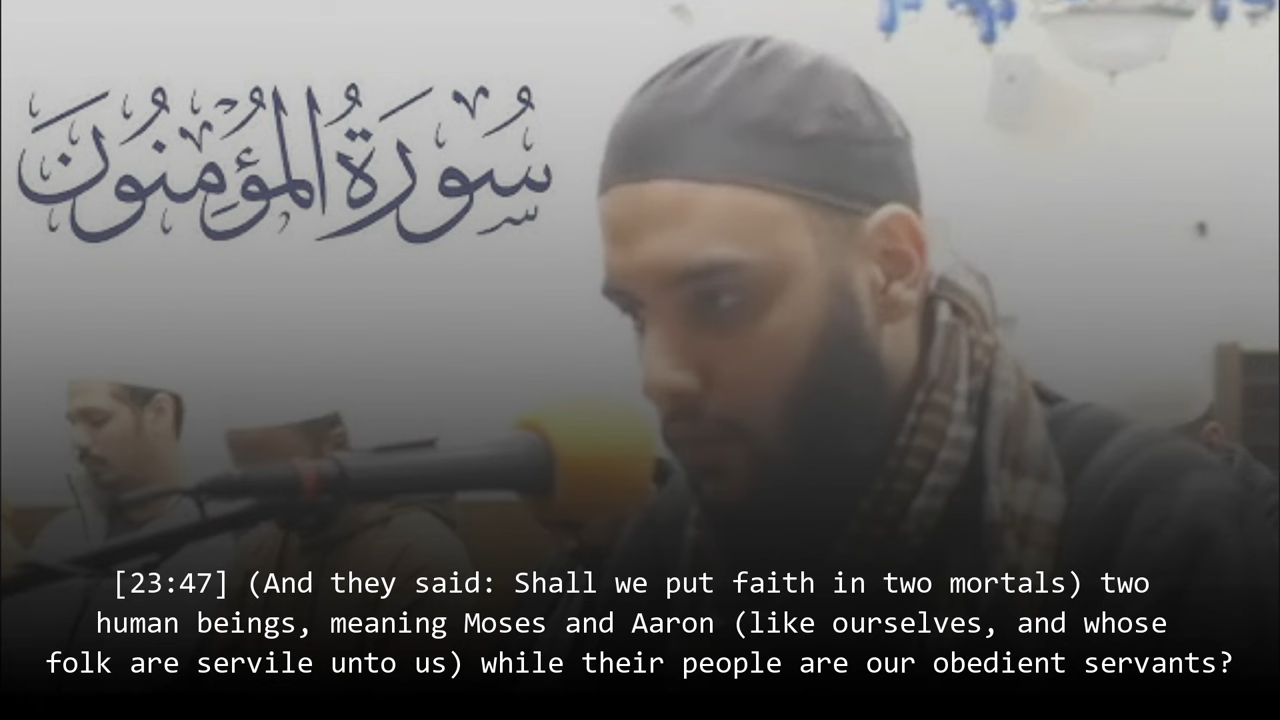 سُورَةُ المُؤْمِنُونَ
[23:47] (And they said: Shall we put faith in two mortals) two
human beings, meaning Moses and Aaron (like ourselves, and whose
folk are servile unto us) while their people are our obedient servants?